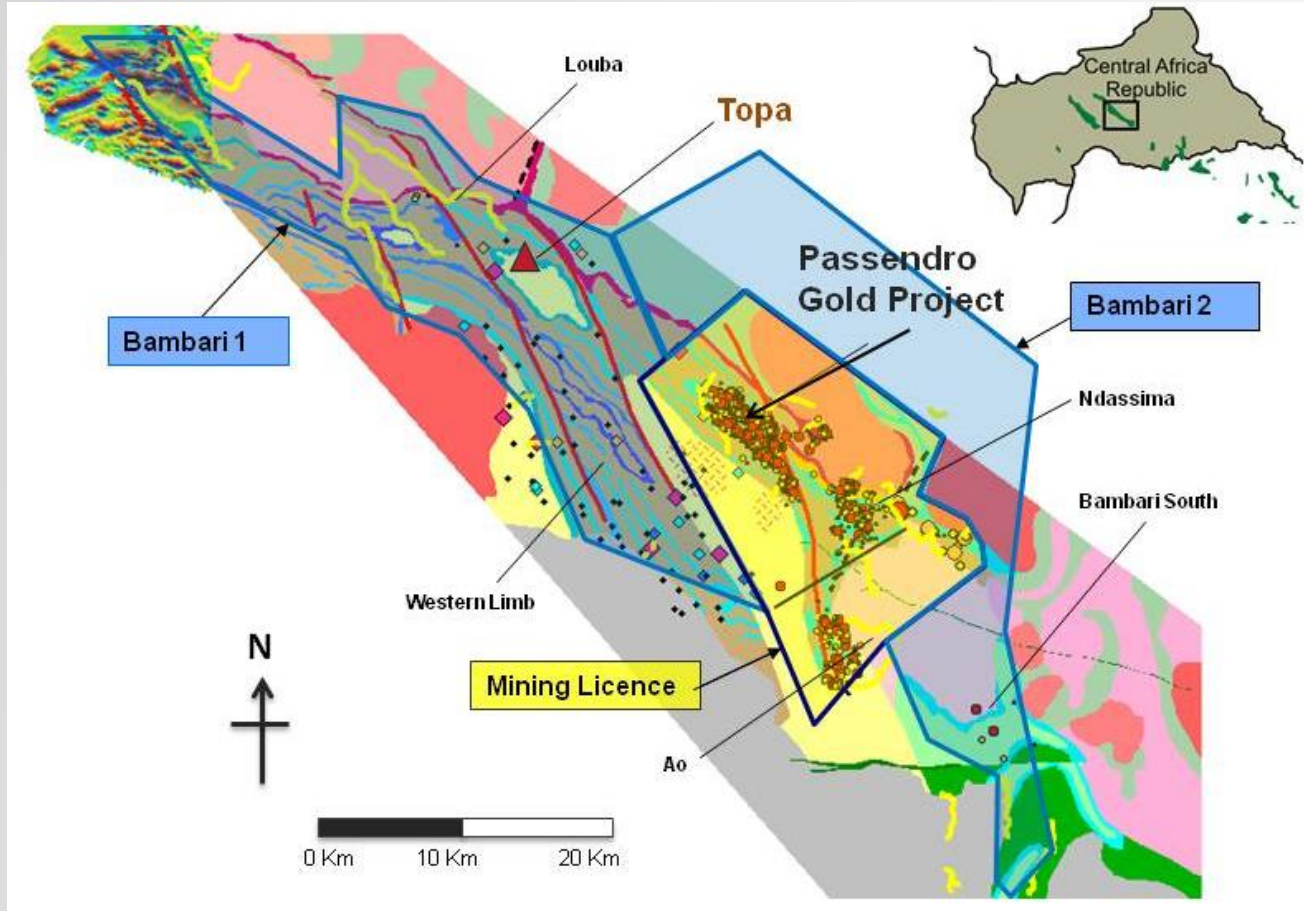 Louba
Central Africa
Republic
Topa
Passendro
Gold Project
Bambari 1
Bambari 2
Ndassima
Bambari South
Western Limb
N
Mining Licence
Ao
0 Km 10 Km 20 Km